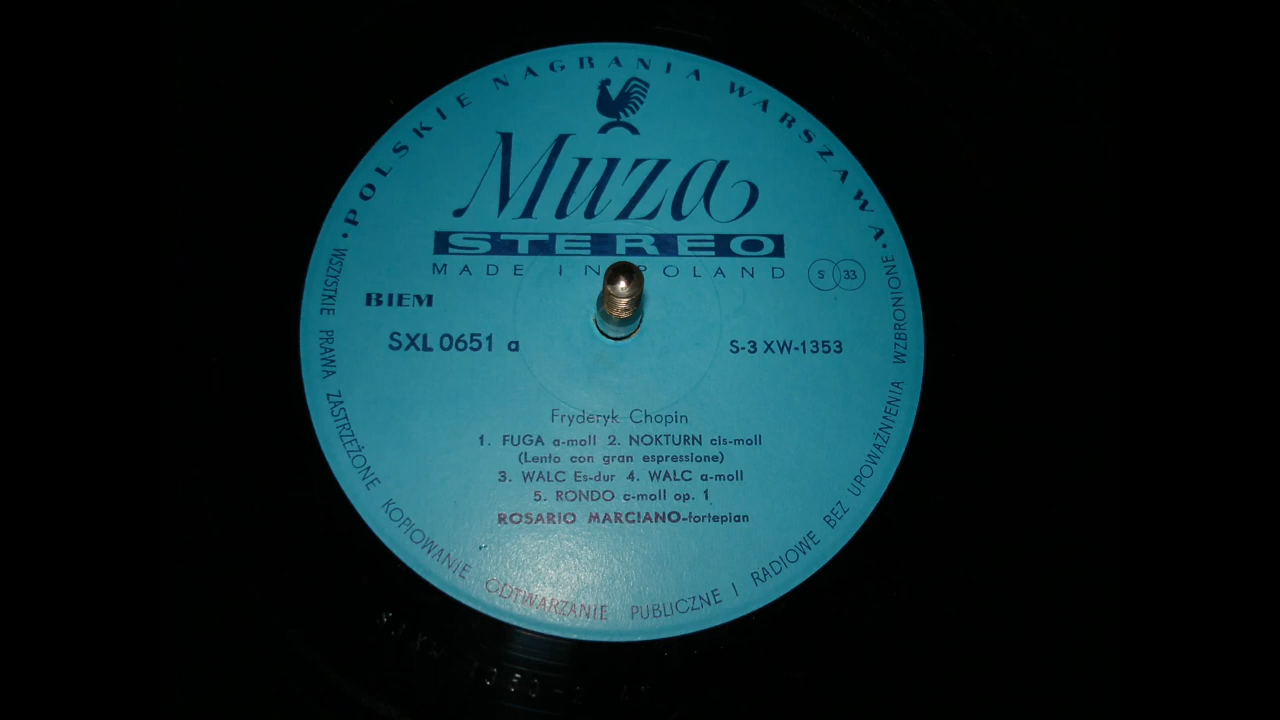 • POLSKIE NAGRANIA WARSZAWA •
Muza
STEREO
MADE IN POLAND
S 33
BIEM
SXL 0651 a
S-3 XW-1353
Fryderyk Chopin
1. FUGA a-moll 2. NOKTURN cis-moll
(Lento con gran espressione)
3. WALC Es-dur 4. WALC a-moll
5. RONDO c-moll op. 1
ROSARIO MARCIANO-fortepian
WSZYSTKIE PRAWA ZASTRZEŻONE KOPIOWANIE ODTWARZANIE PUBLICZNE I RADIOWE BEZ UPOWAŻNIENIA WZBRONIONE